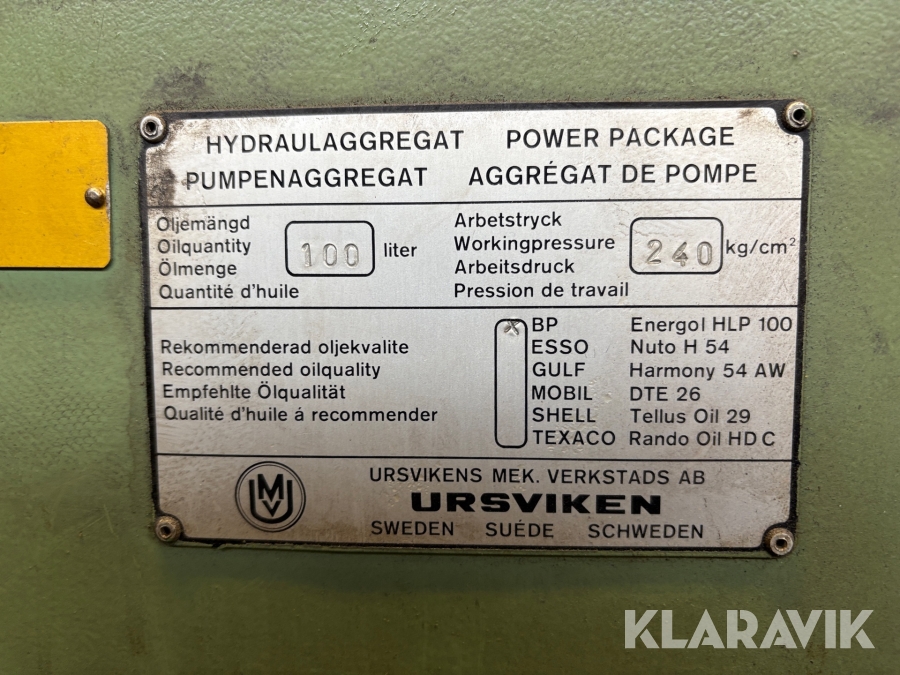 HYDRAULAGGREGAT POWER PACKAGE
PUMPENAGGREGAT AGGRÉGAT DE POMPE
Oljemängd
Oilquantity
Ölmenge
Quantité d'huile
100 liter
Arbetstryck
Workingpressure
Arbeitsdruck
Pression de travail
240 kg/cm²
Rekommenderad oljekvalite
Recommended oilquality
Empfehlte Ölqualität
Qualité d'huile á recommender
x BP Energol HLP 100
ESSO Nuto H 54
GULF Harmony 54 AW
MOBIL DTE 26
SHELL Tellus Oil 29
TEXACO Rando Oil HD C
UMV
URSVIKENS MEK. VERKSTADS AB
URSVIKEN
SWEDEN SUÉDE SCHWEDEN
KLARAVIK